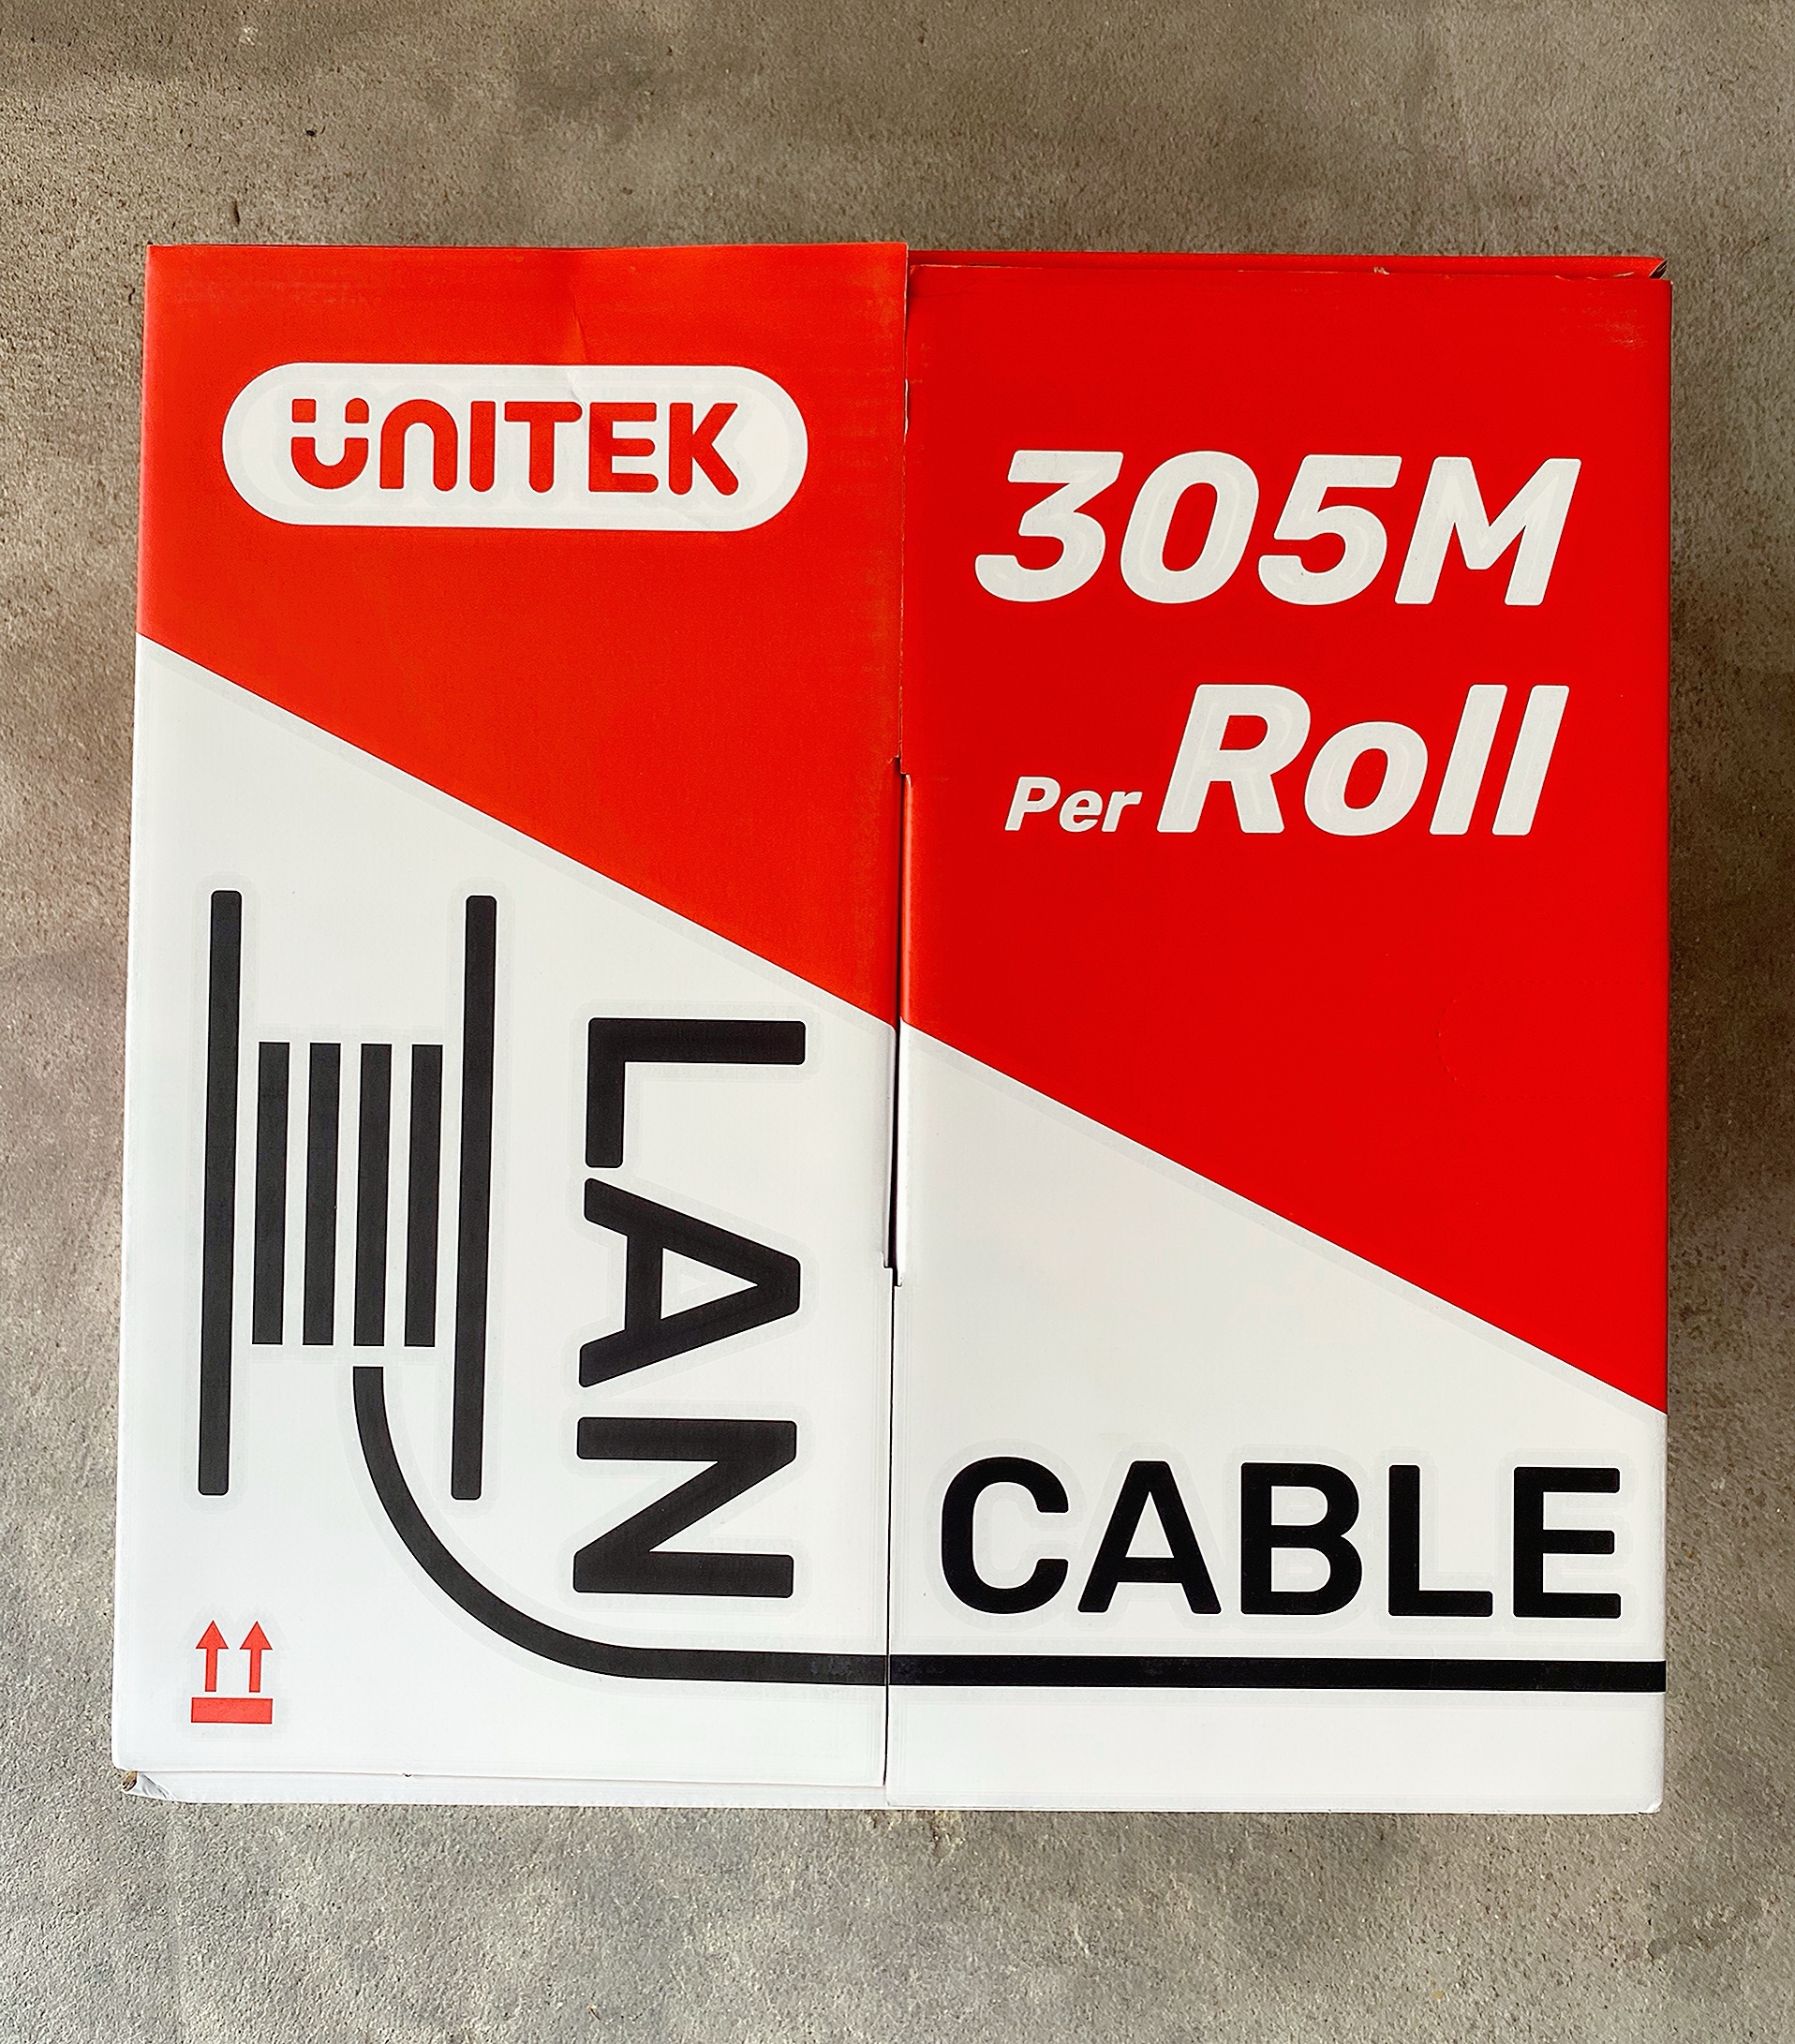 UNITEK
305M
Per Roll
LAN
CABLE